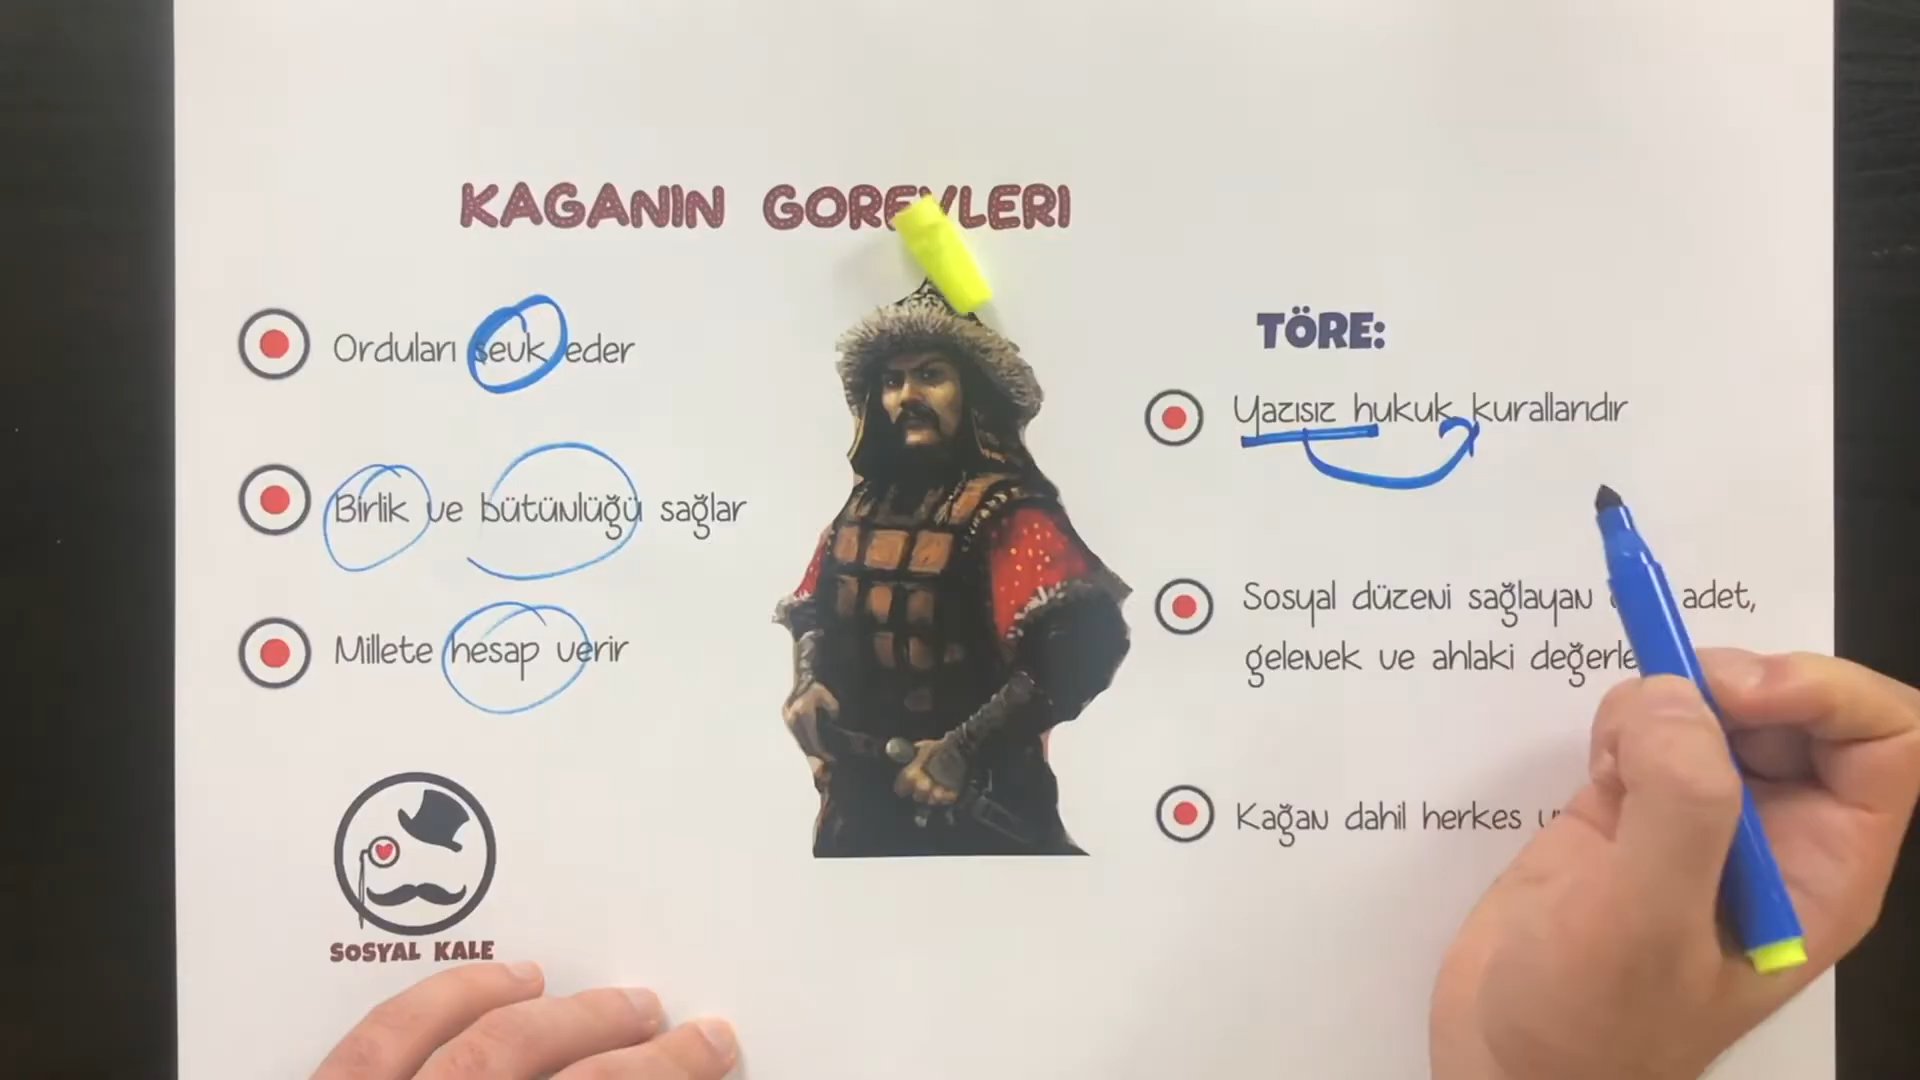 KAGANIN GOREVLERI
Orduları sevk eder
Birlik ve bütünlüğü sağlar
Millete hesap verir
SOSYAL KALE
TÖRE:
Yazısız hukuk kurallarıdır
Sosyal düzeni sağlayan adet,
gelenek ve ahlaki
Kağan dahil herkes